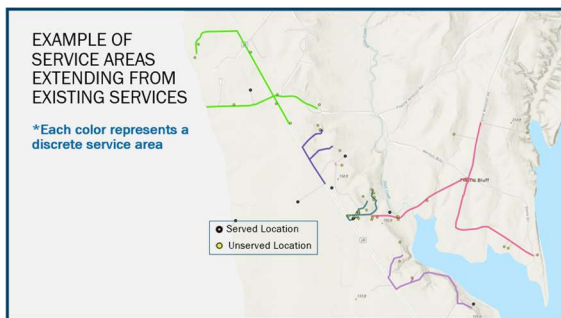 EXAMPLE OF
SERVICE AREAS
EXTENDING FROM
EXISTING SERVICES
*Each color represents a
discrete service area
Served Location
Unserved Location